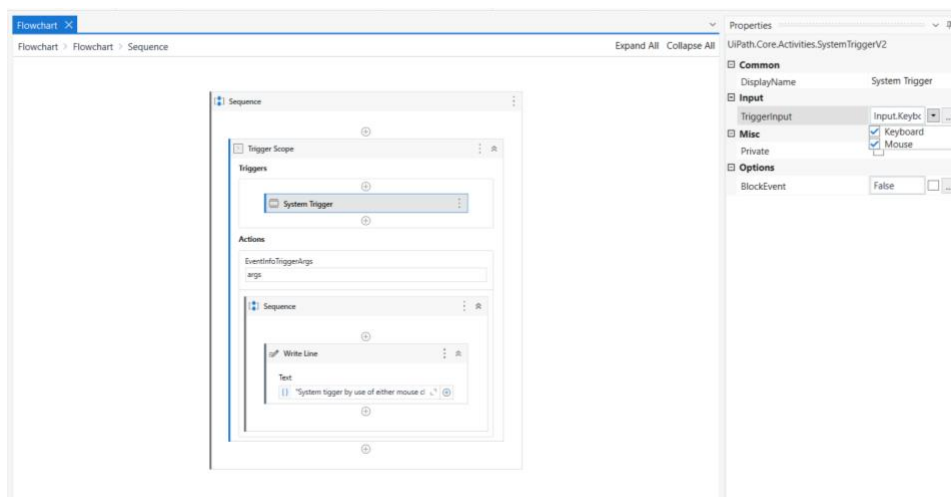 Flowchart
Flowchart > Flowchart > Sequence
Expand All Collapse All
Sequence
Trigger Scope
Triggers
System Trigger
Actions
EventInfoTriggerArgs
args
Sequence
Write Line
Text
"System tigger by use of either mouse cl
Properties
UiPath.Core.Activities.SystemTriggerV2
Common
DisplayName System Trigger
Input
TriggerInput Input.Keybc ...
Keyboard
Misc
Mouse
Private
Options
BlockEvent False ...